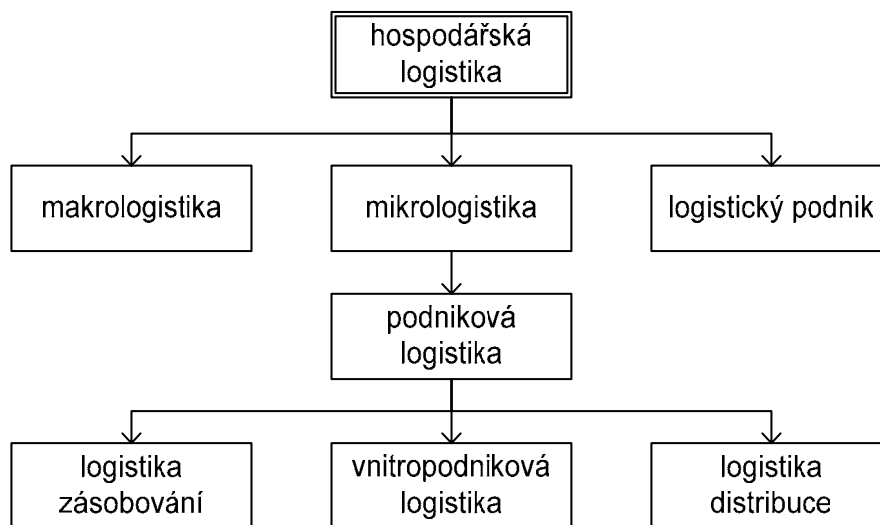 hospodářská
logistika
makrologistika
mikrologistika
logistický podnik
podniková
logistika
logistika
zásobování
vnitropodniková
logistika
logistika
distribuce